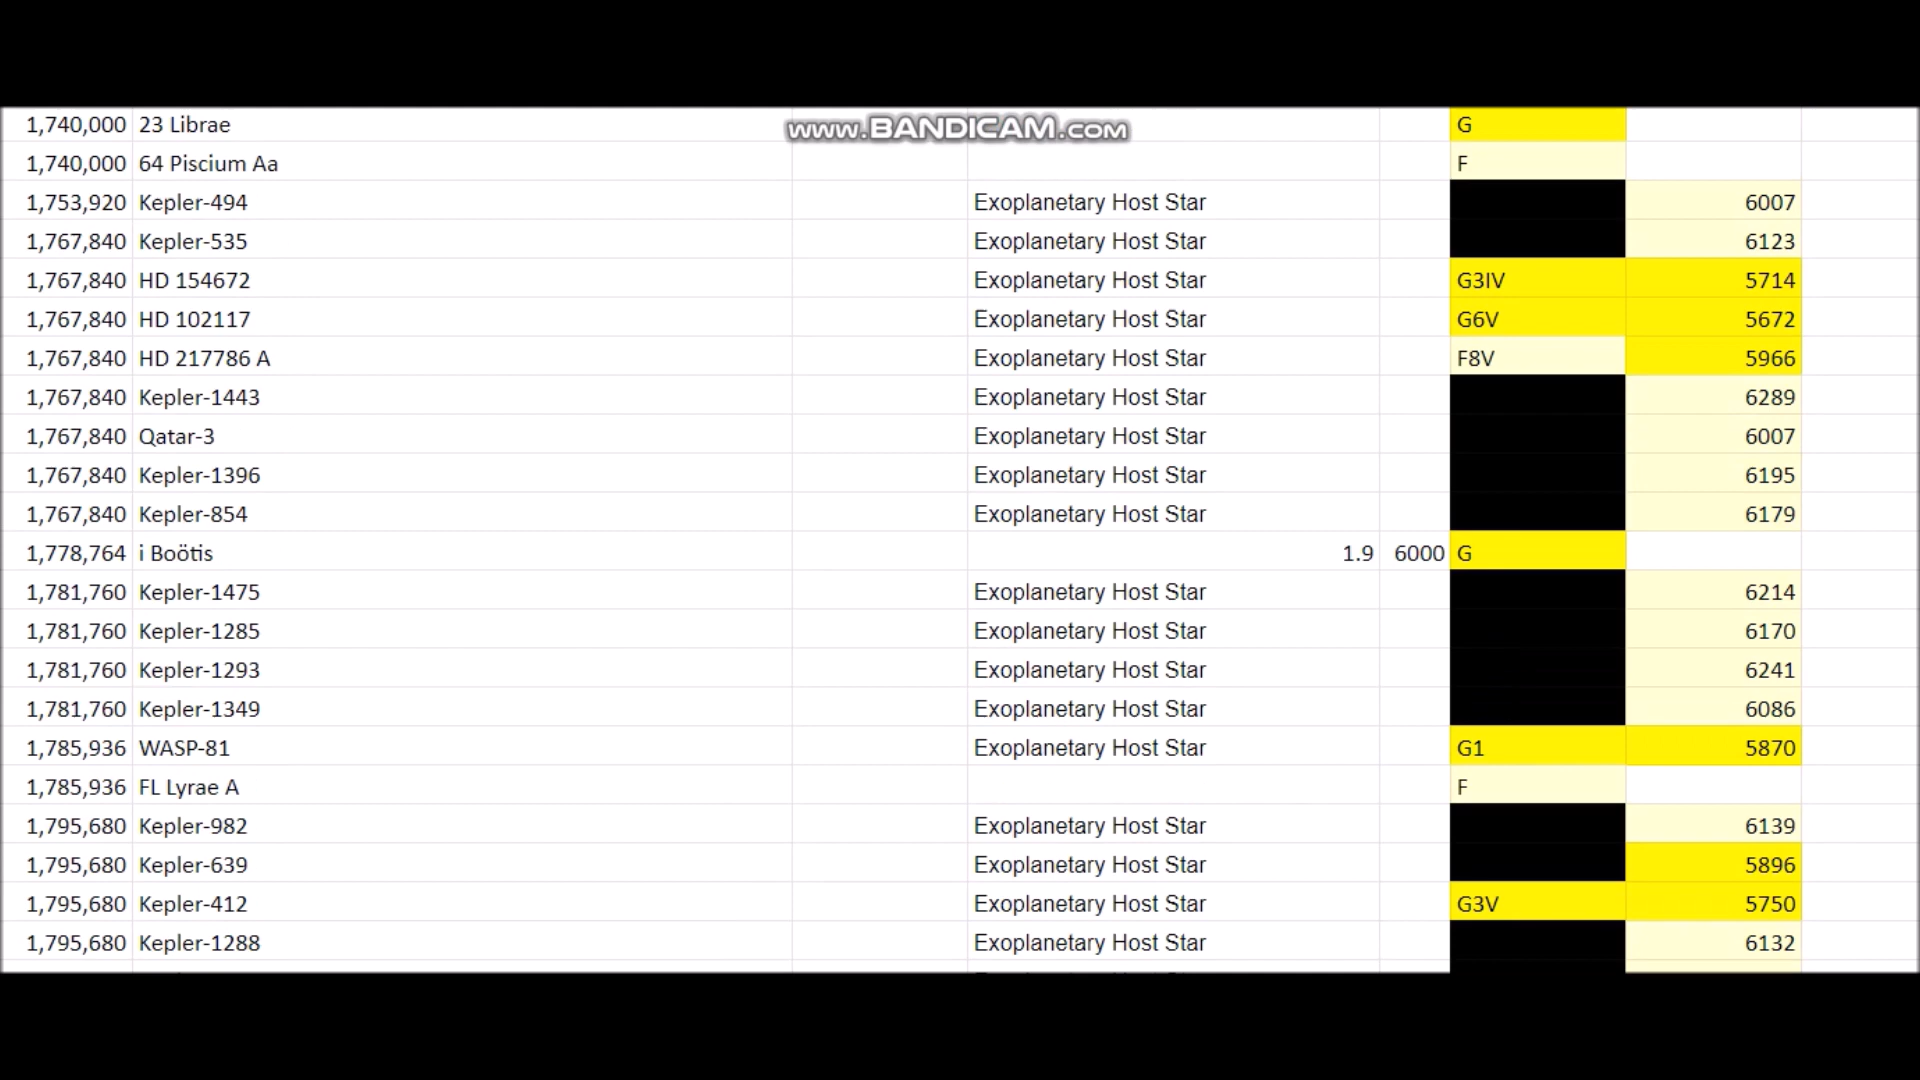 www.BANDICAM.com
1,740,000 23 Librae G
1,740,000 64 Piscium Aa F
1,753,920 Kepler-494 Exoplanetary Host Star 6007
1,767,840 Kepler-535 Exoplanetary Host Star 6123
1,767,840 HD 154672 Exoplanetary Host Star G3IV 5714
1,767,840 HD 102117 Exoplanetary Host Star G6V 5672
1,767,840 HD 217786 A Exoplanetary Host Star F8V 5966
1,767,840 Kepler-1443 Exoplanetary Host Star 6289
1,767,840 Qatar-3 Exoplanetary Host Star 6007
1,767,840 Kepler-1396 Exoplanetary Host Star 6195
1,767,840 Kepler-854 Exoplanetary Host Star 6179
1,778,764 i Boötis 1.9 6000 G
1,781,760 Kepler-1475 Exoplanetary Host Star 6214
1,781,760 Kepler-1285 Exoplanetary Host Star 6170
1,781,760 Kepler-1293 Exoplanetary Host Star 6241
1,781,760 Kepler-1349 Exoplanetary Host Star 6086
1,785,936 WASP-81 Exoplanetary Host Star G1 5870
1,785,936 FL Lyrae A F
1,795,680 Kepler-982 Exoplanetary Host Star 6139
1,795,680 Kepler-639 Exoplanetary Host Star 5896
1,795,680 Kepler-412 Exoplanetary Host Star G3V 5750
1,795,680 Kepler-1288 Exoplanetary Host Star 6132